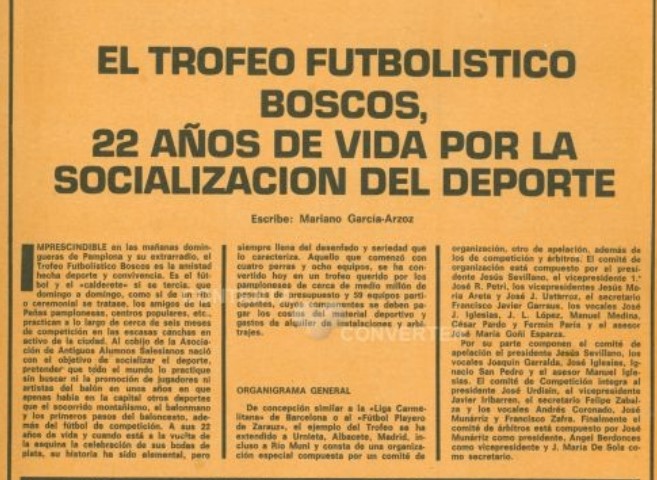 EL TROFEO FUTBOLISTICO
BOSCOS,
22 AÑOS DE VIDA POR LA
SOCIALIZACION DEL DEPORTE
Escribe: Mariano García-Arzoz
IMPRESCINDIBLE en las mañanas domin-
gueras de Pamplona y su extrarradio, el
Trofeo Futbolístico Boscos es la amistad
hecha deporte y convivencia. Es el fút-
bol y el «calderete» si se tercia, que
domingo a domingo, como si de un rito
o ceremonial se tratase, los amigos de las
Peñas pamplonesas, centros populares, etc.,
practican a lo largo de cerca de seis meses
de competición en las escasas canchas en
activo de la ciudad. Al cobijo de la Asocia-
ción de Antiguos Alumnos Salesianos nació
con el objetivo de socializar el deporte,
pretender que todo el mundo lo practique
sin buscar ni la promoción de jugadores ni
artistas del balón en unos años en que
apenas había en la capital otros deportes
que el socorrido montañismo, el balonmano
y los primeros pasos del baloncesto, ade-
más del fútbol de competición. A sus 22
años de vida y cuando está a la vuelta de
la esquina la celebración de sus bodas de
plata, su historia ha sido elemental, pero
siempre llena del desenfado y seriedad que
lo caracteriza. Aquello que comenzó con
cuatro perras y ocho equipos, se ha con-
vertido hoy en un trofeo querido por los
pamploneses de cerca de medio millón de
pesetas de presupuesto y 59 equipos parti-
cipantes, cuyos componentes se deben pa-
gar los costos de material deportivo y
gastos de alquiler de instalaciones y arbi-
trajes.
ORGANIGRAMA GENERAL
De concepción similar a la «Liga Carme-
litana» de Barcelona o al «Fútbol Playero
de Zarauz», el ejemplo del Trofeo se ha
extendido a Urnieta, Albacete, Madrid, in-
cluso a Río Muni y consta de una organiza-
ción especial compuesta por un comité de
organización, otro de apelación, además de
los de competición y árbitros. El comité de
organización está compuesto por el presi-
dente Jesús Sevillano, el vicepresidente 1.°
José R. Petri, los vicepresidentes Jesús Ma-
ría Areta y José J. Ustárroz, el secretario
Francisco Javier Garraus, los vocales José
J. Iglesias, J. L. López, Manuel Medina,
César Pardo y Fermín París y el asesor
José María Goñi Esparza.
Por su parte componen el comité de
apelación el presidente Jesús Sevillano, los
vocales Joaquín Garralda, José Iglesias, Ig-
nacio San Pedro y el asesor Manuel Igle-
sias. El comité de Competición integra al
presidente José Urdiain, el vicepresidente
Javier Iribarren, el secretario Felipe Zabal-
za y los vocales Andrés Coronado, José
Munárriz y Francisco Zafra. Finalmente el
comité de árbitros está compuesto por José
Munárriz como presidente, Angel Berdonces
como vicepresidente y J. María De Sola co-
mo secretario.